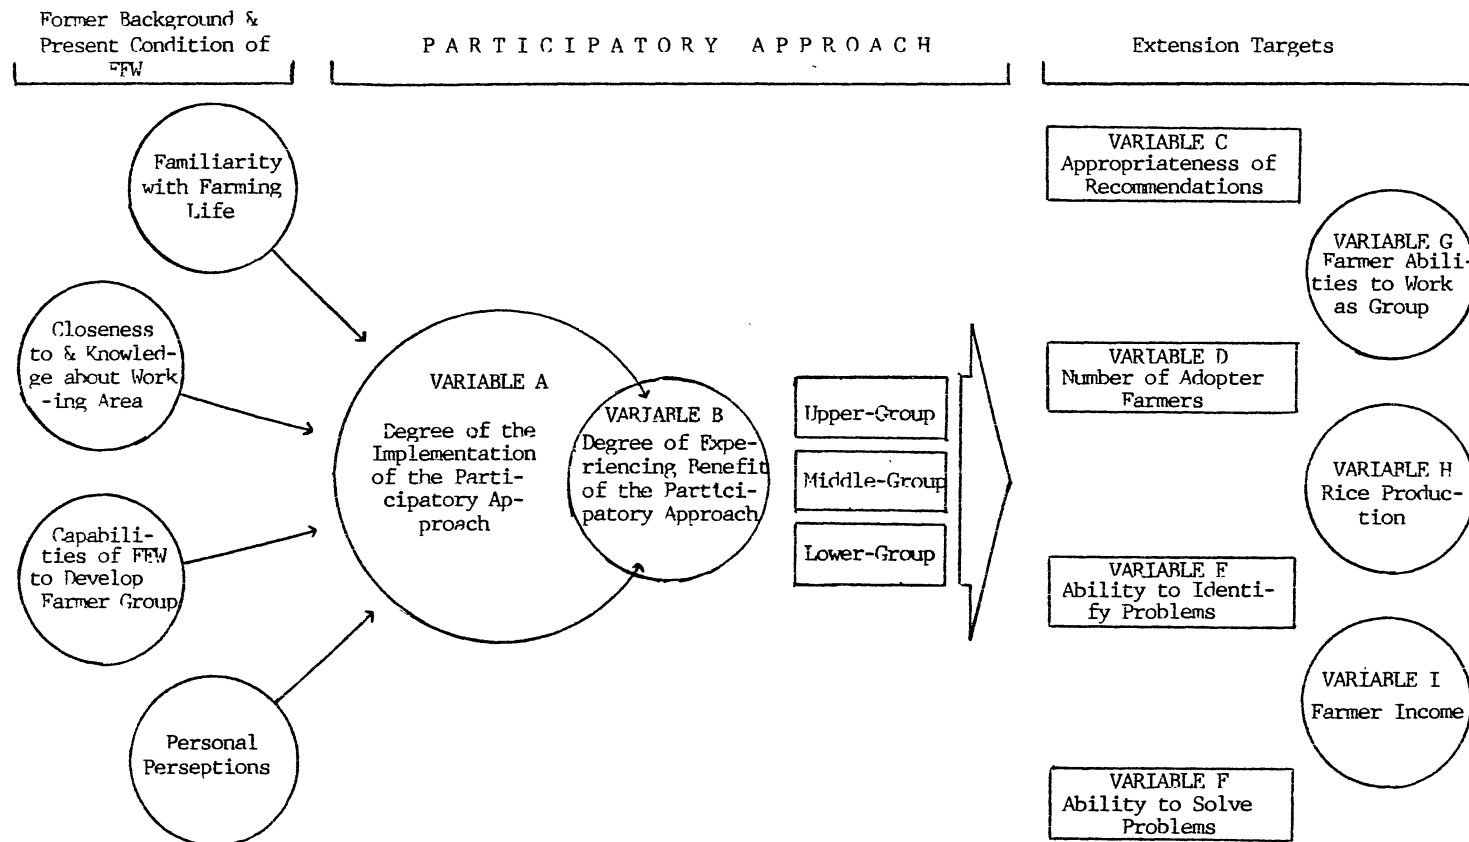 Former Background &
Present Condition of
FFW
PARTICIPATORY APPROACH
Extension Targets
Familiarity
with Farming
Life
Closeness
to & Knowled-
ge about Work
-ing Area
Capabili-
ties of FEW
to Develop
Farmer Group
Personal
Perseptions
VARIABLE A
Degree of the
Implementation
of the Parti-
cipatory Ap-
proach
VARIABLE B
Degree of Expe-
riencing Benefit
of the Partici-
patory Approach
Upper-Group
Middle-Group
Lower-Group
VARIABLE C
Appropriateness of
Recommendations
VARIABLE D
Number of Adopter
Farmers
VARIABLE E
Ability to Identi-
fy Problems
VARIABLE F
Ability to Solve
Problems
VARIABLE G
Farmer Abili-
ties to Work
as Group
VARIABLE H
Rice Produc-
tion
VARIABLE I
Farmer Income